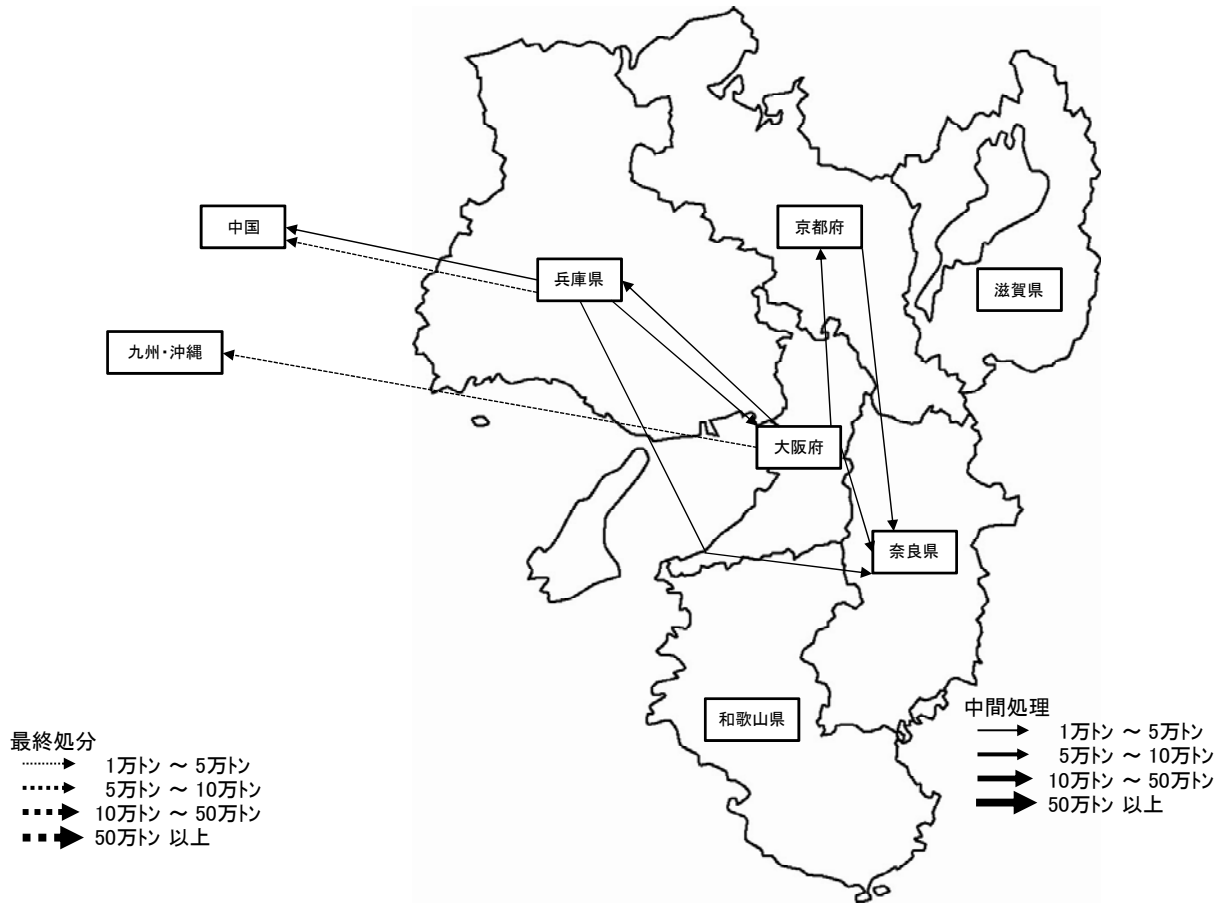 中国
京都府
兵庫県
滋賀県
九州・沖縄
大阪府
奈良県
和歌山県
最終処分
1万トン ～ 5万トン
5万トン ～ 10万トン
10万トン ～ 50万トン
50万トン 以上
中間処理
1万トン ～ 5万トン
5万トン ～ 10万トン
10万トン ～ 50万トン
50万トン 以上